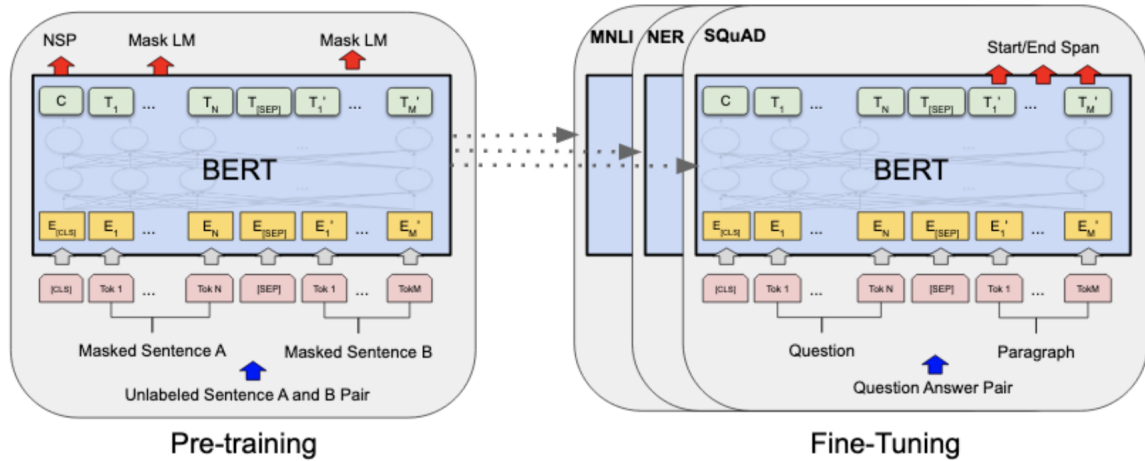 NSP Mask LM Mask LM
C T1 ... TN T[SEP] T1' ... TM'
BERT
E[CLS] E1 ... EN E[SEP] E1' ... EM'
[CLS] Tok 1 ... Tok N [SEP] Tok 1 ... TokM
Masked Sentence A Masked Sentence B
Unlabeled Sentence A and B Pair
Pre-training
MNLI NER SQuAD
Start/End Span
C T1 ... TN T[SEP] T1' ... TM'
BERT
E[CLS] E1 ... EN E[SEP] E1' ... EM'
[CLS] Tok 1 ... Tok N [SEP] Tok 1 ... TokM
Question Paragraph
Question Answer Pair
Fine-Tuning